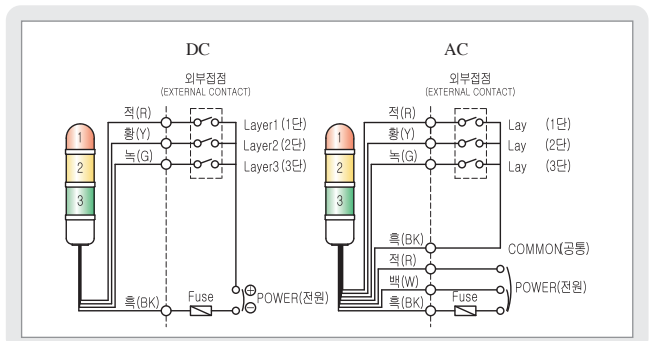 DC
외부접점
(EXTERNAL CONTACT)
적(R)
황(Y)
녹(G)
Layer1 (1단)
Layer2 (2단)
Layer3 (3단)
1
2
3
흑(BK)
Fuse
⊕
⊖
POWER(전원)
AC
외부접점
(EXTERNAL CONTACT)
적(R)
황(Y)
녹(G)
Lay (1단)
Lay (2단)
Lay (3단)
1
2
3
흑(BK)
COMMON(공통)
적(R)
백(W)
흑(BK)
Fuse
POWER(전원)